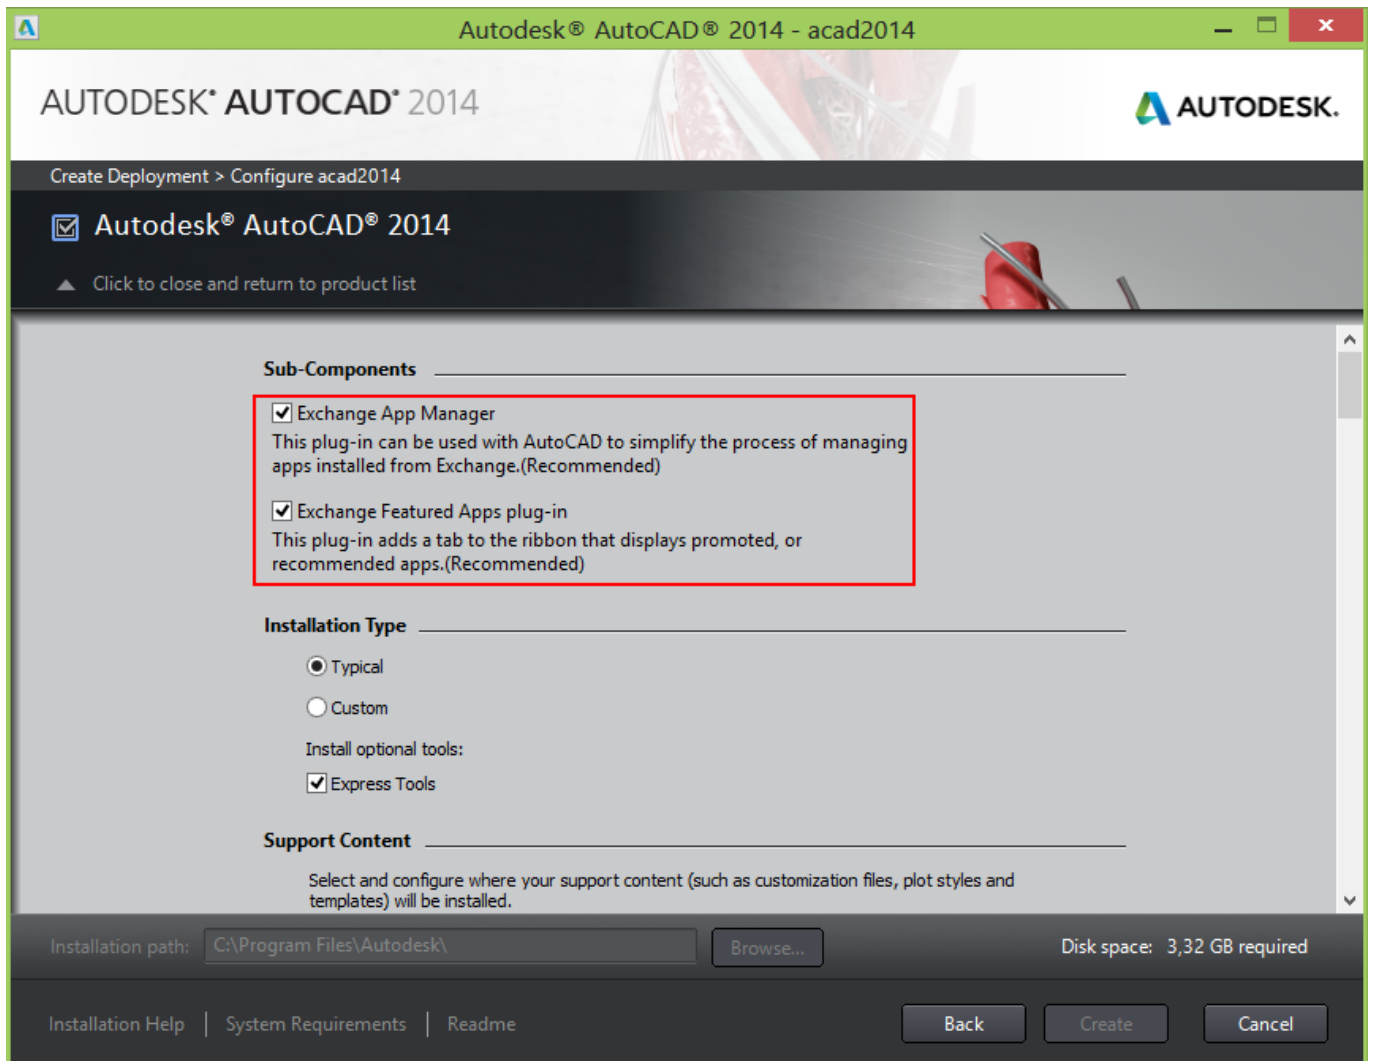 Autodesk® AutoCAD® 2014 - acad2014
AUTODESK® AUTOCAD® 2014
AUTODESK.
Create Deployment > Configure acad2014
Autodesk® AutoCAD® 2014
Click to close and return to product list
Sub-Components
Exchange App Manager
This plug-in can be used with AutoCAD to simplify the process of managing
apps installed from Exchange.(Recommended)
Exchange Featured Apps plug-in
This plug-in adds a tab to the ribbon that displays promoted, or
recommended apps.(Recommended)
Installation Type
Typical
Custom
Install optional tools:
Express Tools
Support Content
Select and configure where your support content (such as customization files, plot styles and
templates) will be installed.
Installation path: C:\Program Files\Autodesk\ Browse... Disk space: 3,32 GB required
Installation Help | System Requirements | Readme Back Create Cancel